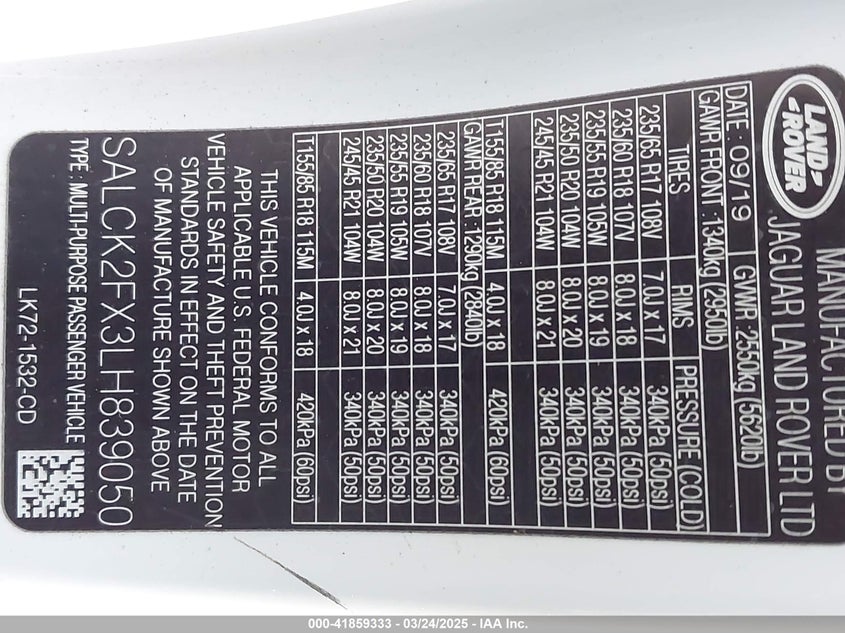 LAND
ROVER
MANUFACTURED BY
JAGUAR LAND ROVER LTD
DATE : 09/19 GVWR : 2550kg (5620lb)
GAWR FRONT : 1340kg (2950lb)
TIRES RIMS PRESSURE (COLD)
235/65 R17 108V 7.0J x 17 340kPa (50psi)
235/60 R18 107V 8.0J x 18 340kPa (50psi)
235/55 R19 105W 8.0J x 19 340kPa (50psi)
235/50 R20 104W 8.0J x 20 340kPa (50psi)
245/45 R21 104W 8.0J x 21 340kPa (50psi)
T155/85 R18 115M 4.0J x 18 420kPa (60psi)
GAWR REAR : 1290kg (2840lb)
235/65 R17 108V 7.0J x 17 340kPa (50psi)
235/60 R18 107V 8.0J x 18 340kPa (50psi)
235/55 R19 105W 8.0J x 19 340kPa (50psi)
235/50 R20 104W 8.0J x 20 340kPa (50psi)
245/45 R21 104W 8.0J x 21 340kPa (50psi)
T155/85 R18 115M 4.0J x 18 420kPa (60psi)
THIS VEHICLE CONFORMS TO ALL
APPLICABLE U.S. FEDERAL MOTOR
VEHICLE SAFETY AND THEFT PREVENTION
STANDARDS IN EFFECT ON THE DATE
OF MANUFACTURE SHOWN ABOVE
SALCK2FX3LH839050
TYPE : MULTI-PURPOSE PASSENGER VEHICLE
LK72-1532-CD
000-41859333 - 03/24/2025 - IAA Inc.